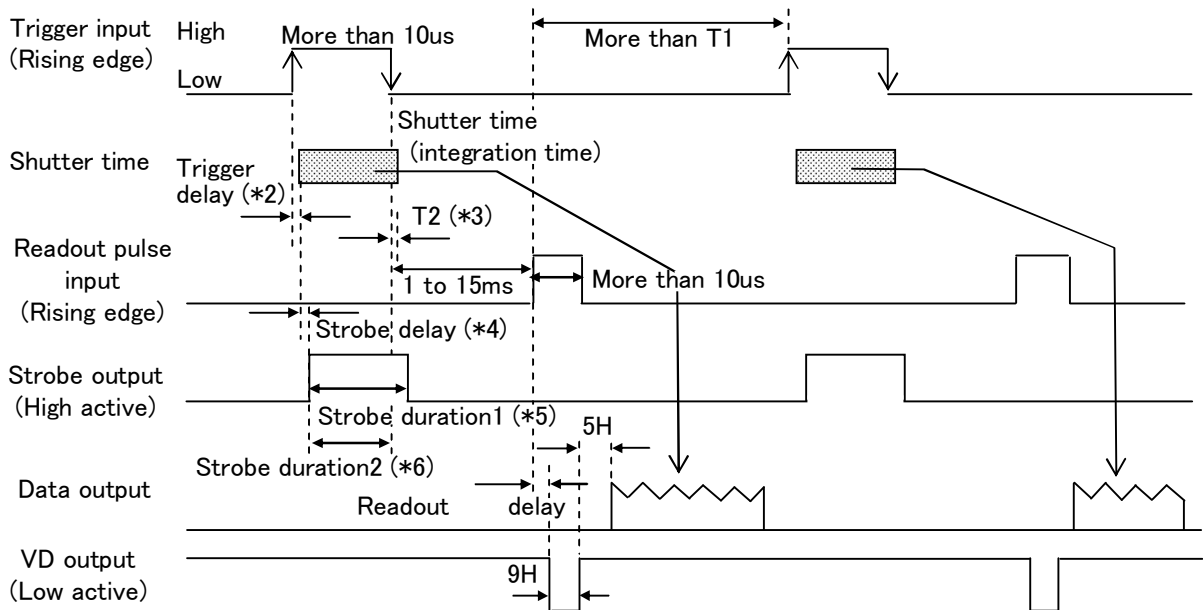 Trigger input
(Rising edge)
High
Low
More than 10us
More than T1
Shutter time
Trigger
delay (*2)
Shutter time
(integration time)
T2 (*3)
Readout pulse
input
(Rising edge)
1 to 15ms
More than 10us
Strobe delay (*4)
Strobe output
(High active)
Strobe duration1 (*5)
Strobe duration2 (*6)
5H
Data output
Readout delay
VD output
(Low active)
9H